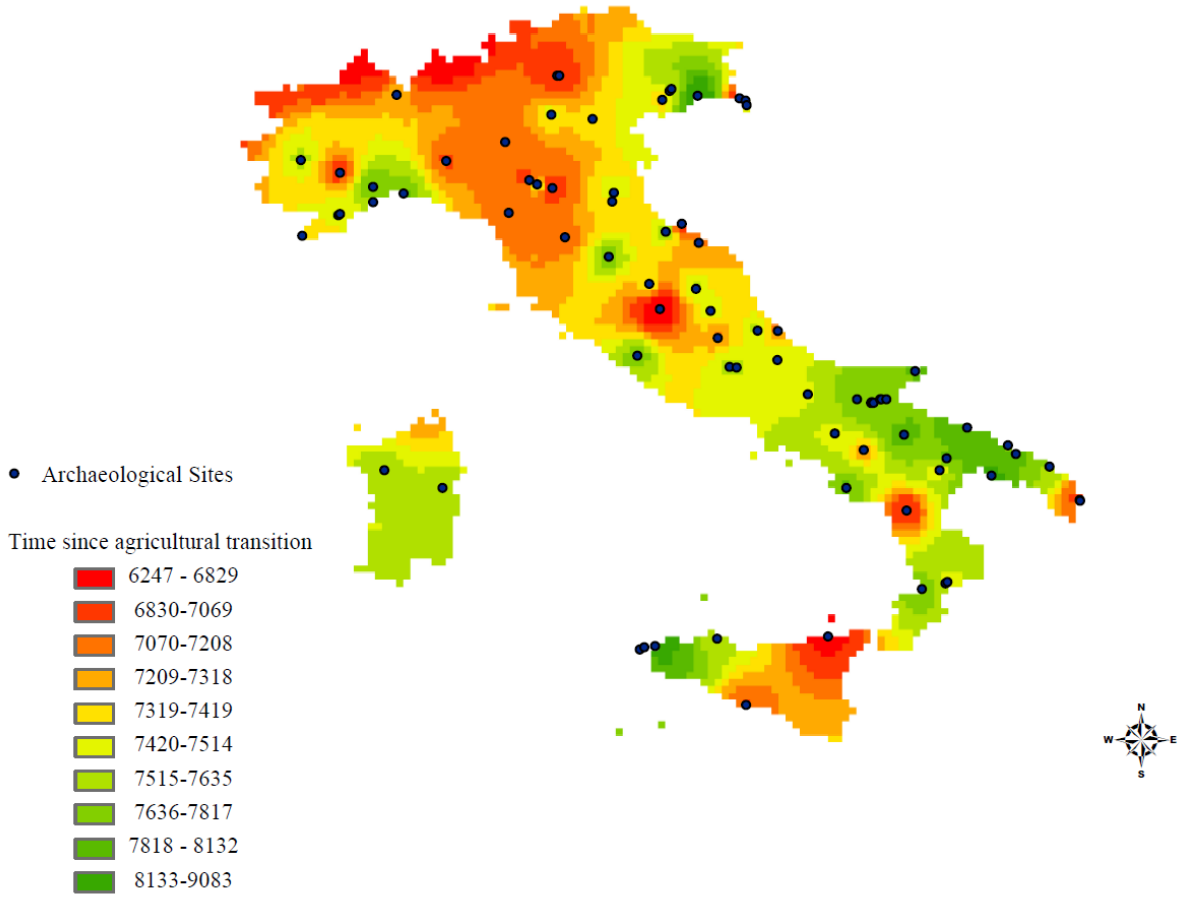 Archaeological Sites
Time since agricultural transition
6247 - 6829
6830-7069
7070-7208
7209-7318
7319-7419
7420-7514
7515-7635
7636-7817
7818 - 8132
8133-9083
N
W E
S